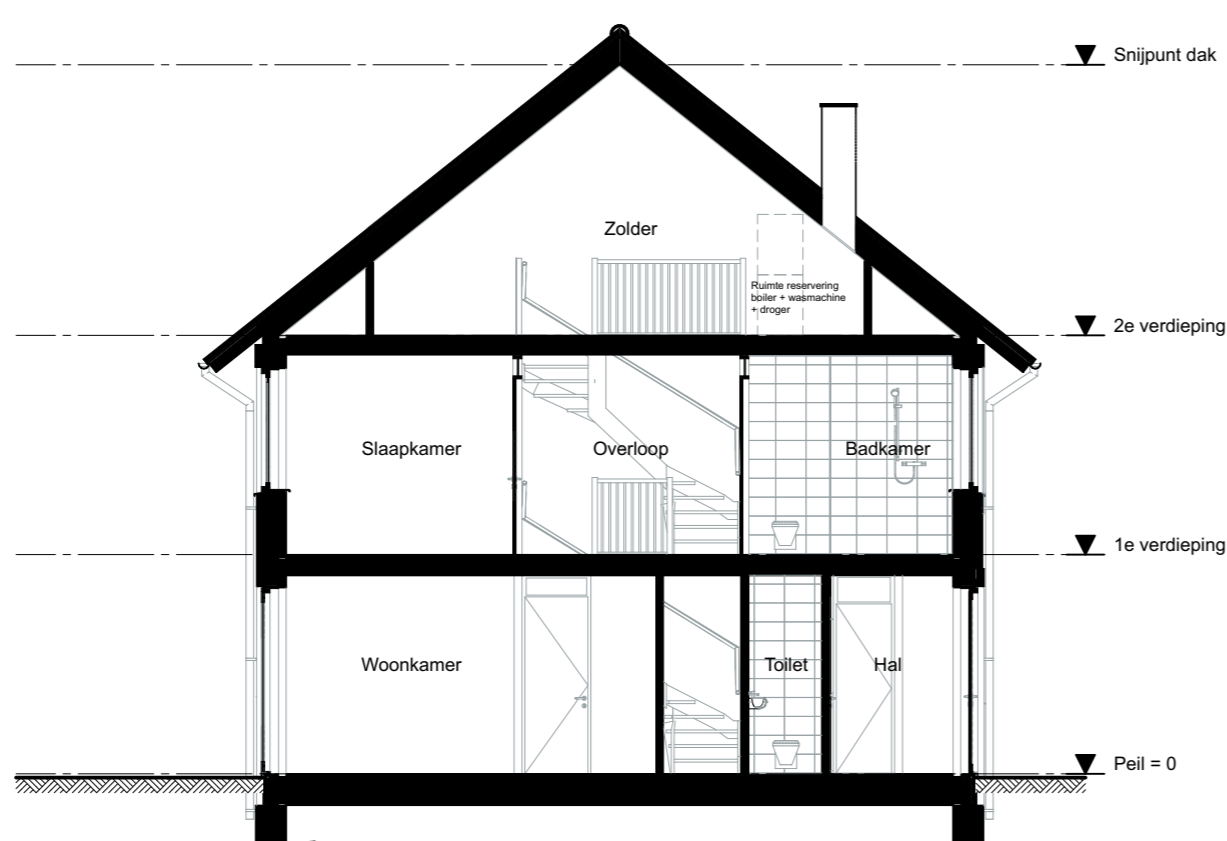 Snijpunt dak
Zolder
Ruimte reservering
boiler + wasmachine
+ droger
2e verdieping
Slaapkamer
Overloop
Badkamer
1e verdieping
Woonkamer
Toilet
Hal
Peil = 0